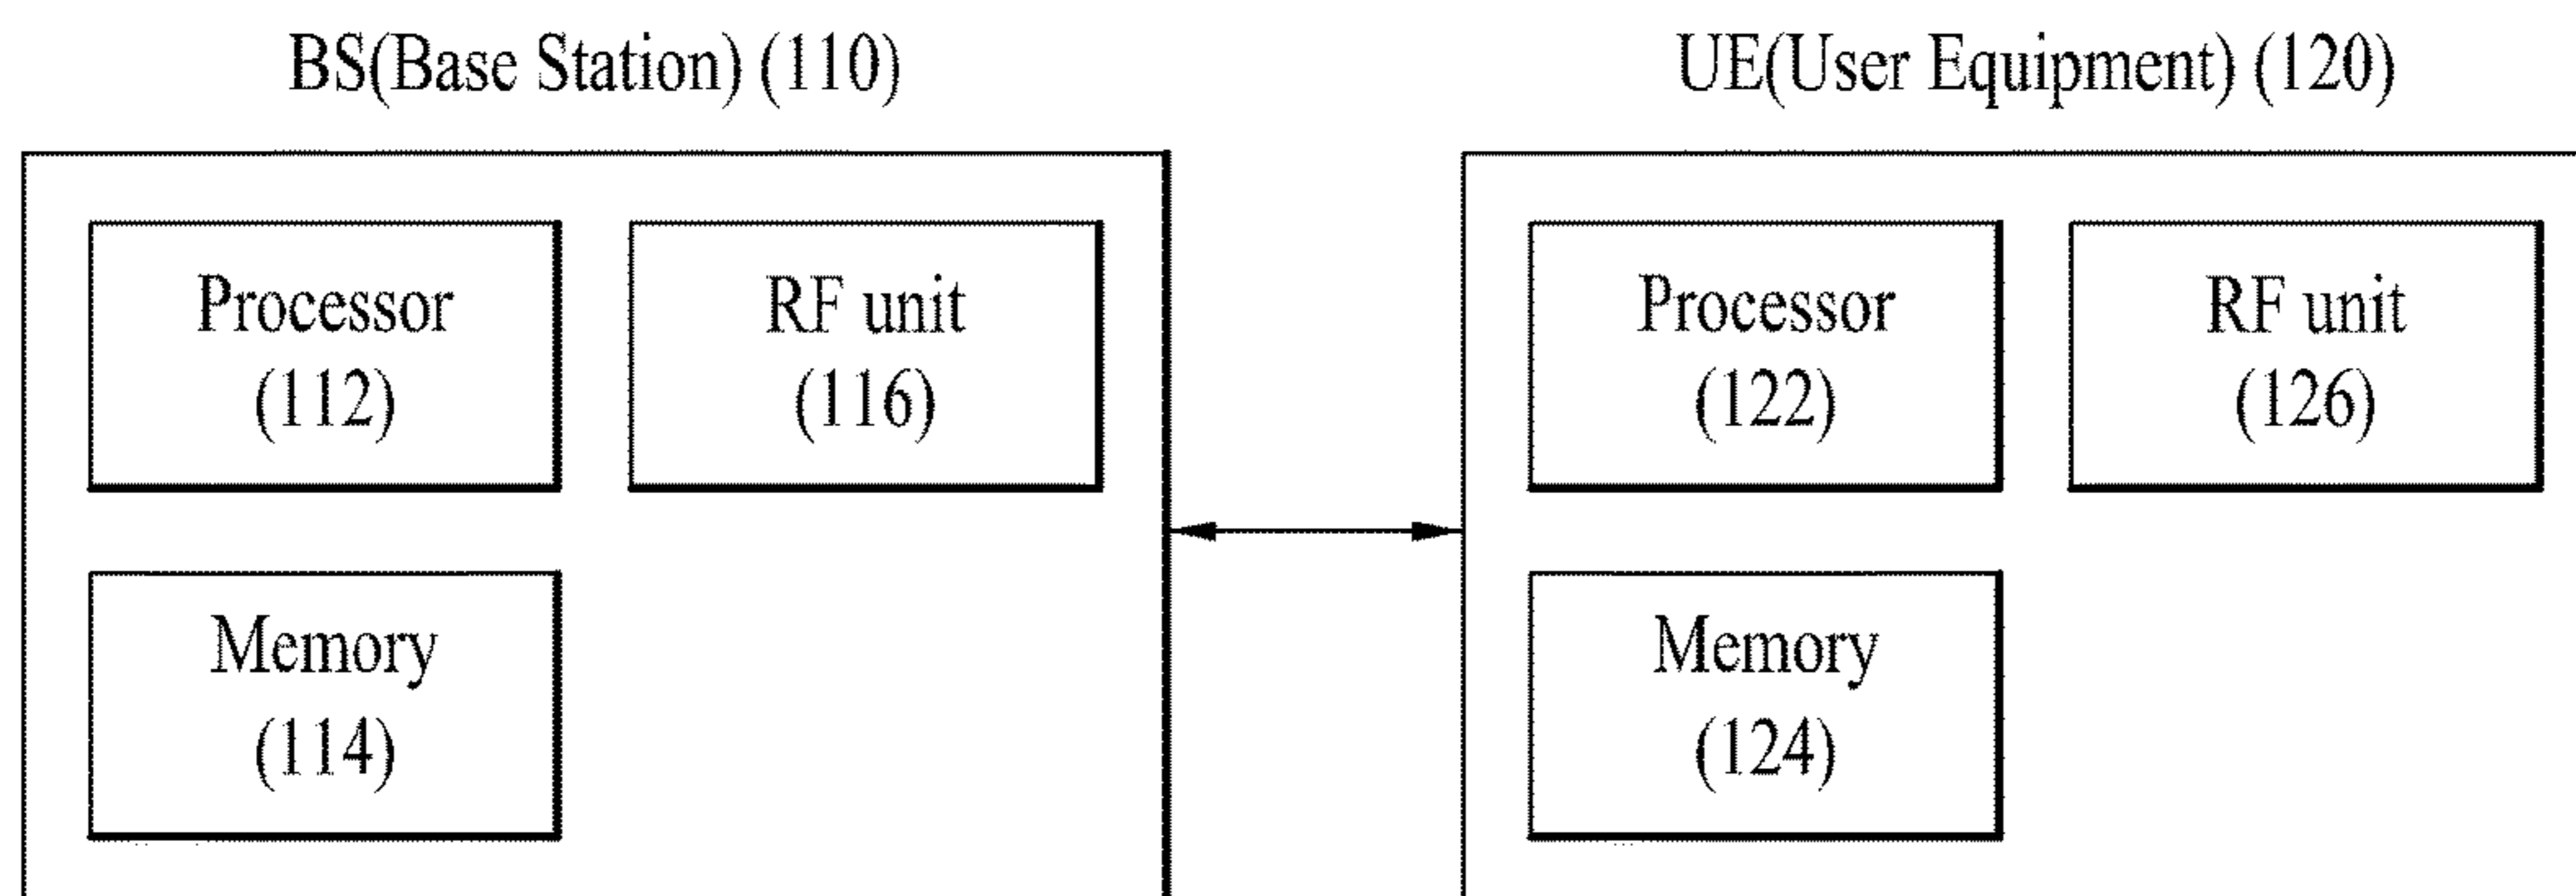 BS(Base Station) (110)
Processor
(112)
RF unit
(116)
Memory
(114)
UE(User Equipment) (120)
Processor
(122)
RF unit
(126)
Memory
(124)